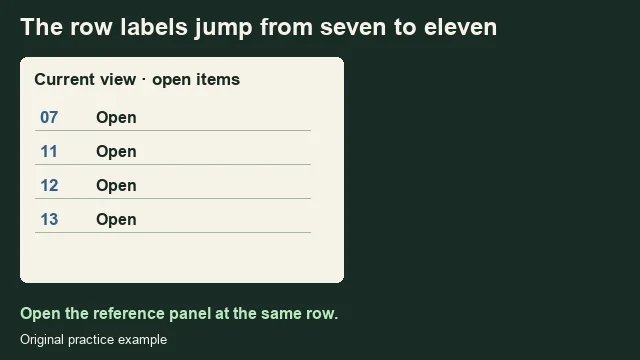 The row labels jump from seven to eleven
Current view · open items
07 Open
11 Open
12 Open
13 Open
Open the reference panel at the same row.
Original practice example